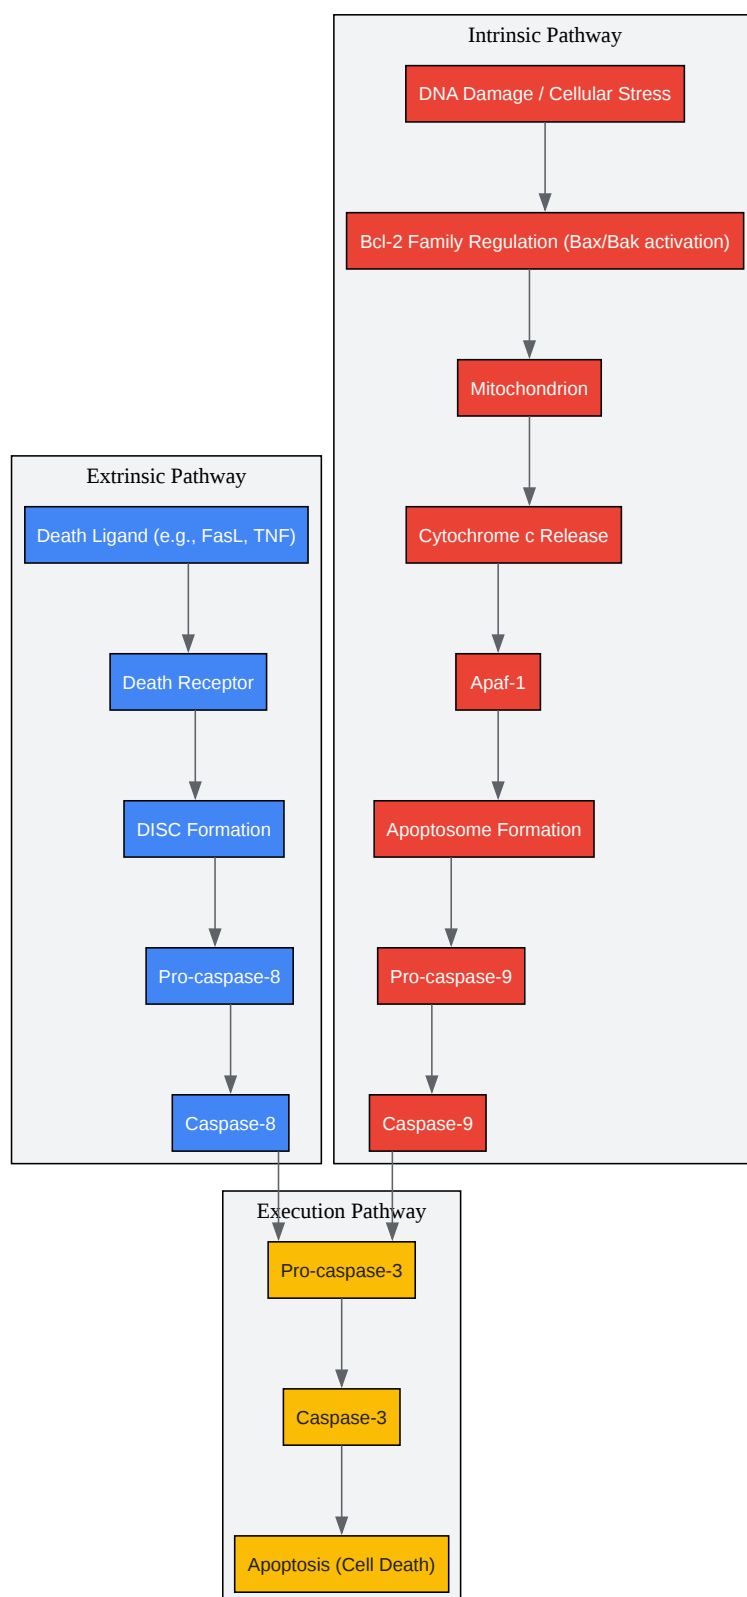 Intrinsic Pathway
DNA Damage / Cellular Stress
Bcl-2 Family Regulation (Bax/Bak activation)
Mitochondrion
Cytochrome c Release
Apaf-1
Apoptosome Formation
Pro-caspase-9
Caspase-9
Extrinsic Pathway
Death Ligand (e.g., FasL, TNF)
Death Receptor
DISC Formation
Pro-caspase-8
Caspase-8
Execution Pathway
Pro-caspase-3
Caspase-3
Apoptosis (Cell Death)